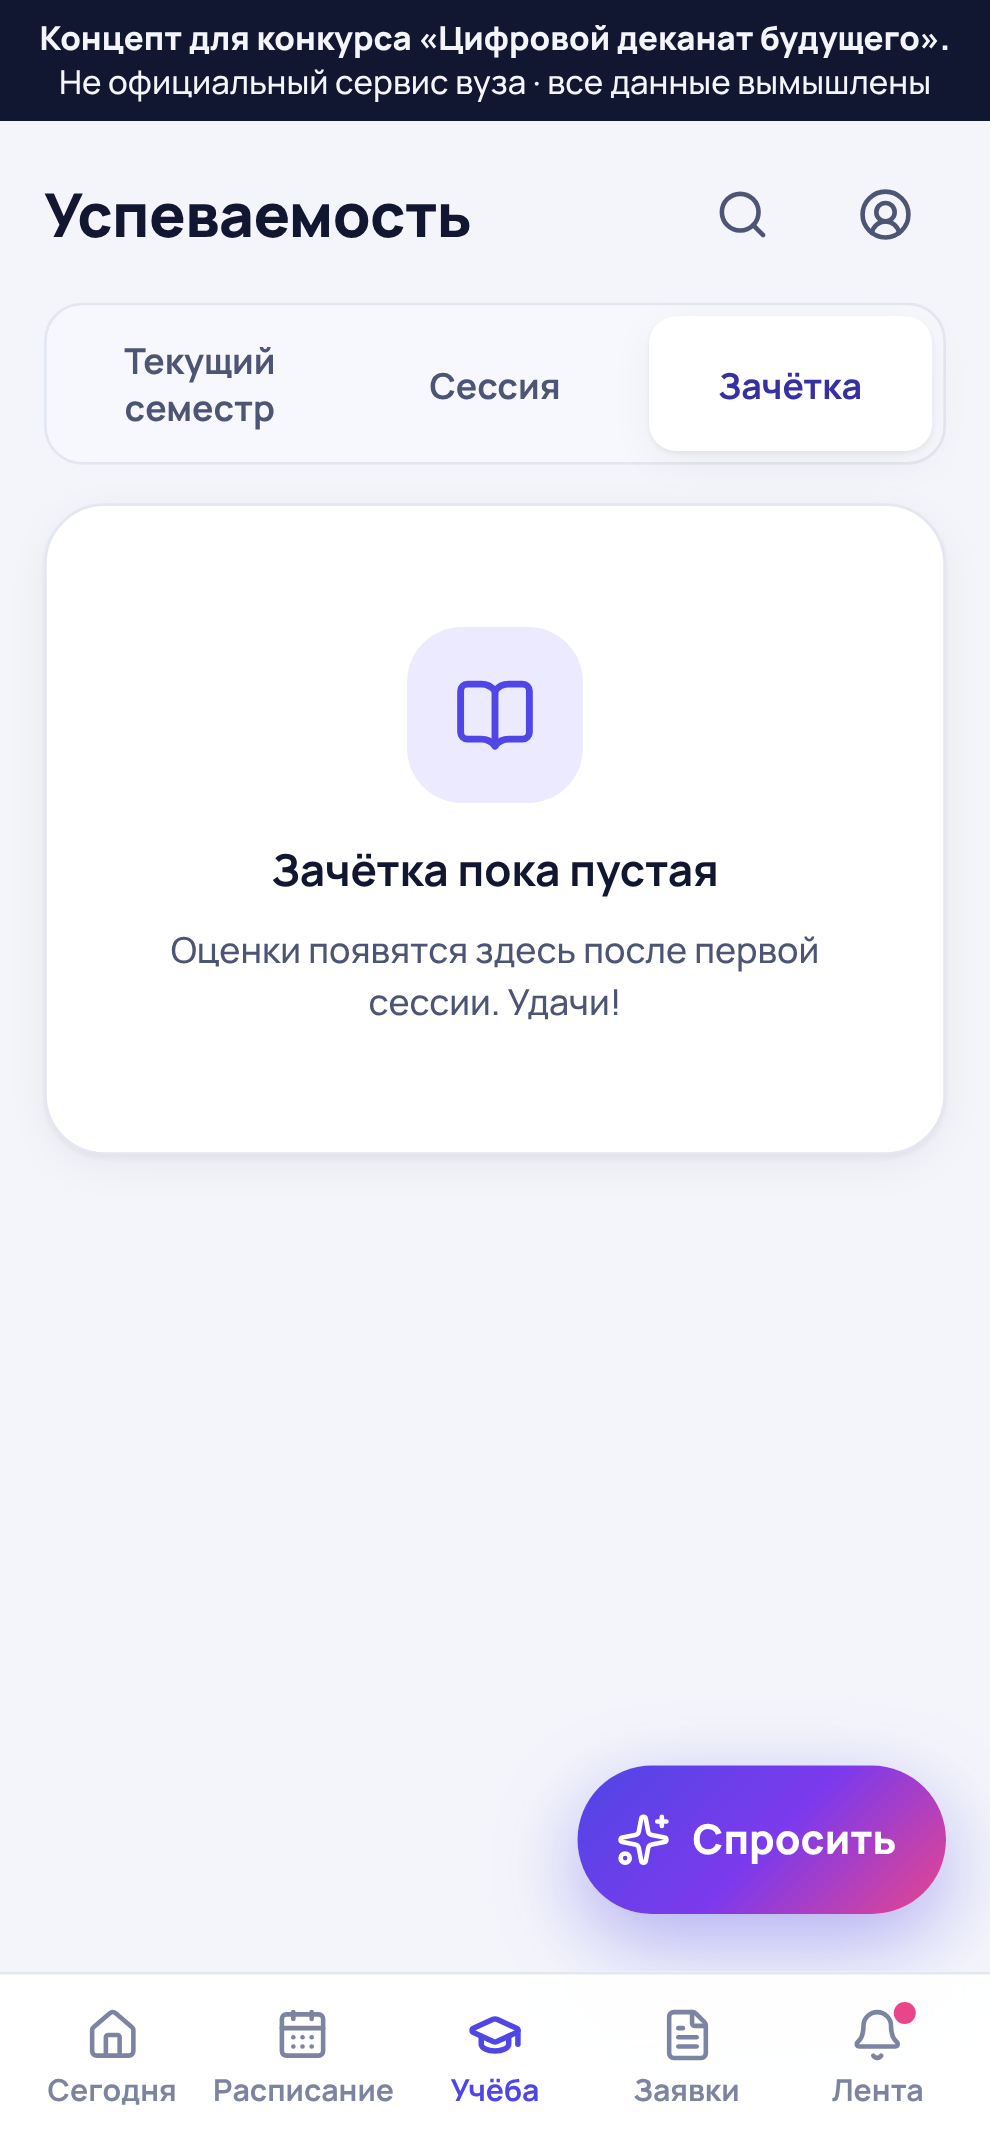 Концепт для конкурса «Цифровой деканат будущего».
Не официальный сервис вуза · все данные вымышлены
Успеваемость
Текущий
семестр
Сессия
Зачётка
Зачётка пока пустая
Оценки появятся здесь после первой
сессии. Удачи!
Спросить
Сегодня
Расписание
Учёба
Заявки
Лента